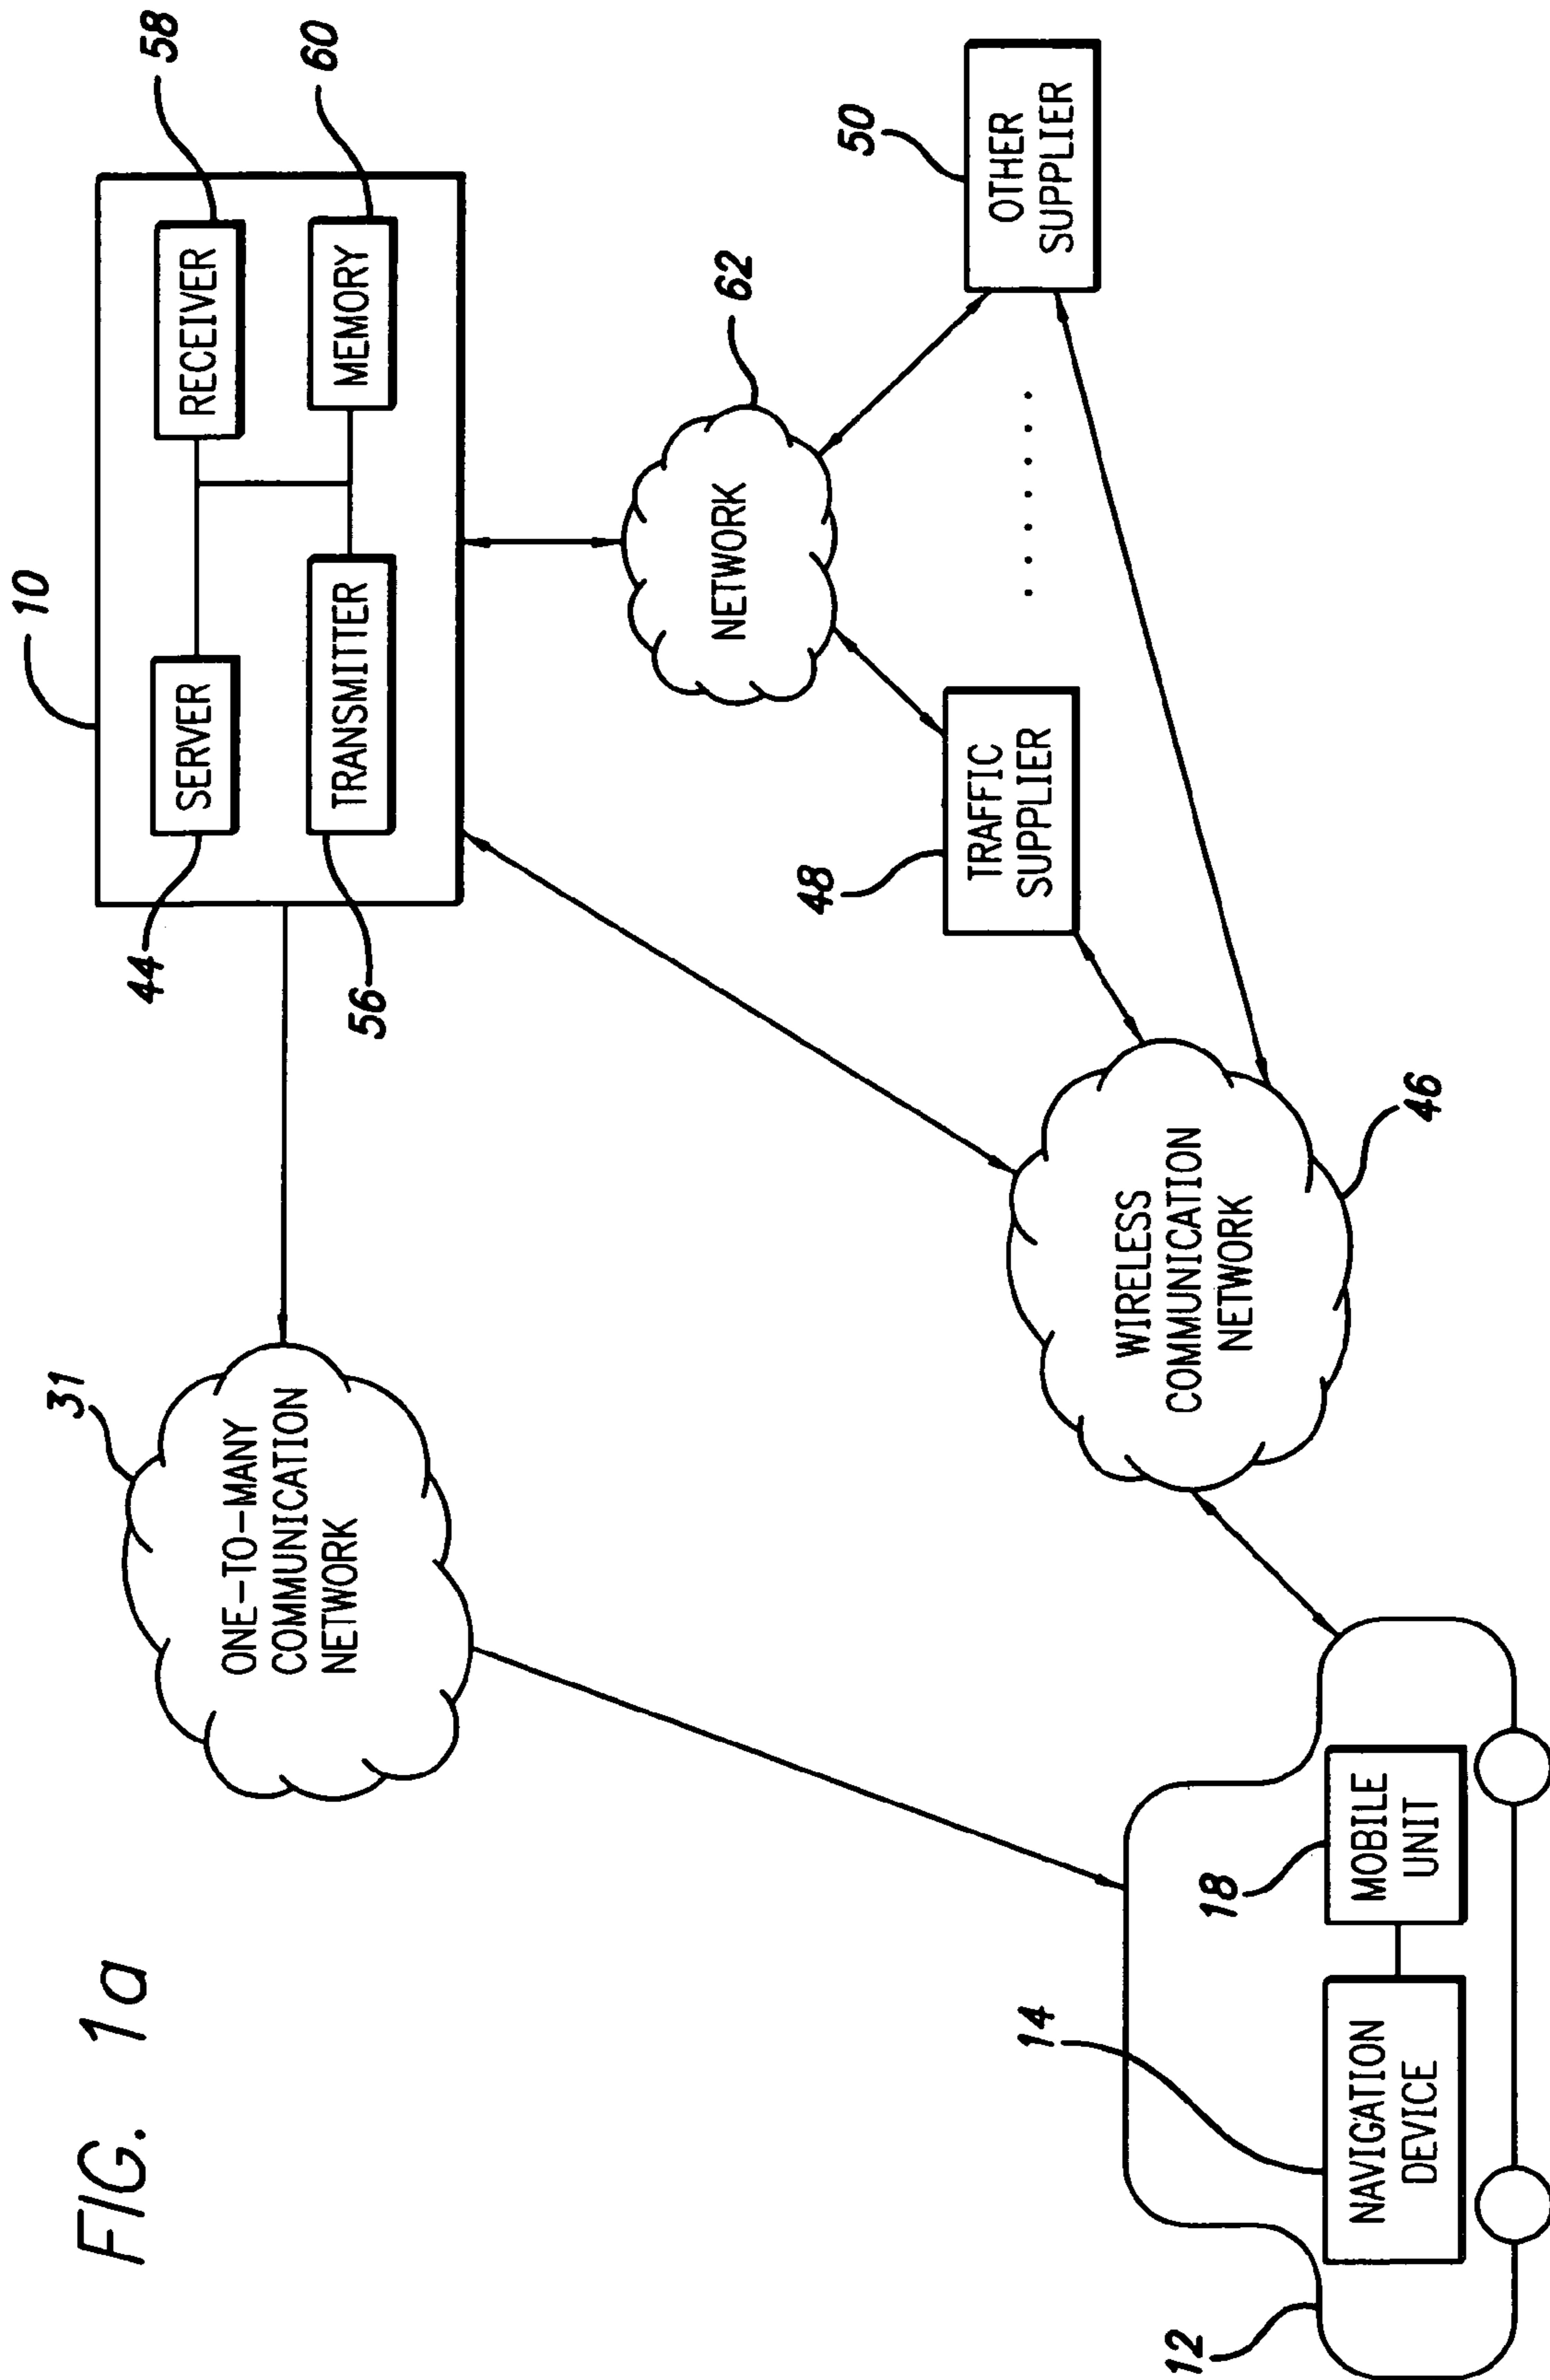 FIG. 1a
10
58
60
SERVER
RECEIVER
TRANSMITTER
MEMORY
44
56
31
ONE-TO-MANY
COMMUNICATION
NETWORK
NETWORK
62
50
OTHER
SUPPLIER
48
TRAFFIC
SUPPLIER
. . . . . . .
WIRELESS
COMMUNICATION
NETWORK
46
14
18
NAVIGATION
DEVICE
MOBILE
UNIT
12